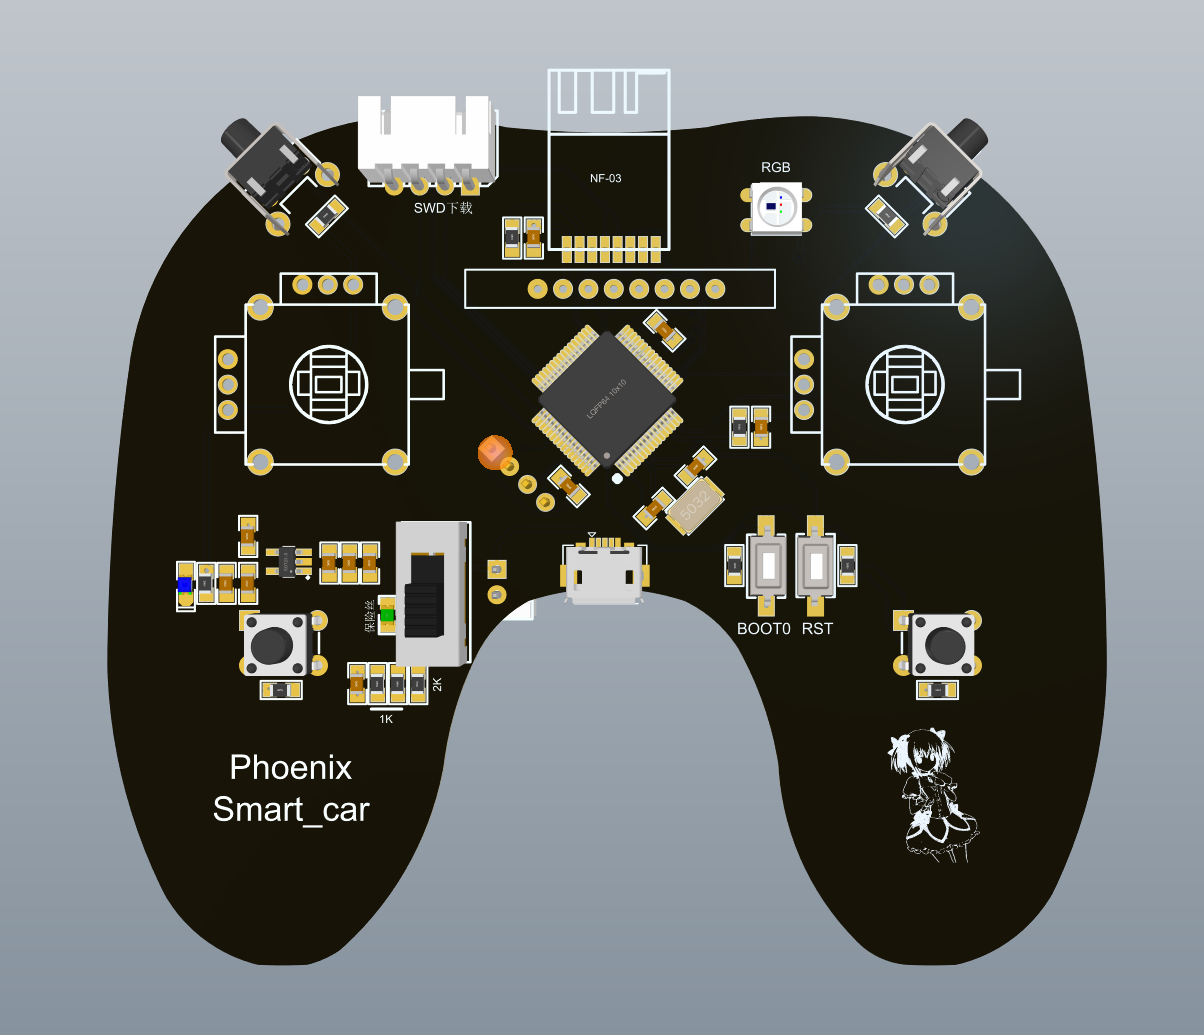 RGB
NF-03
SWD下载
LQFP64 10x10
5032
保险丝
BOOT0 RST
2K
1K
Phoenix
Smart_car